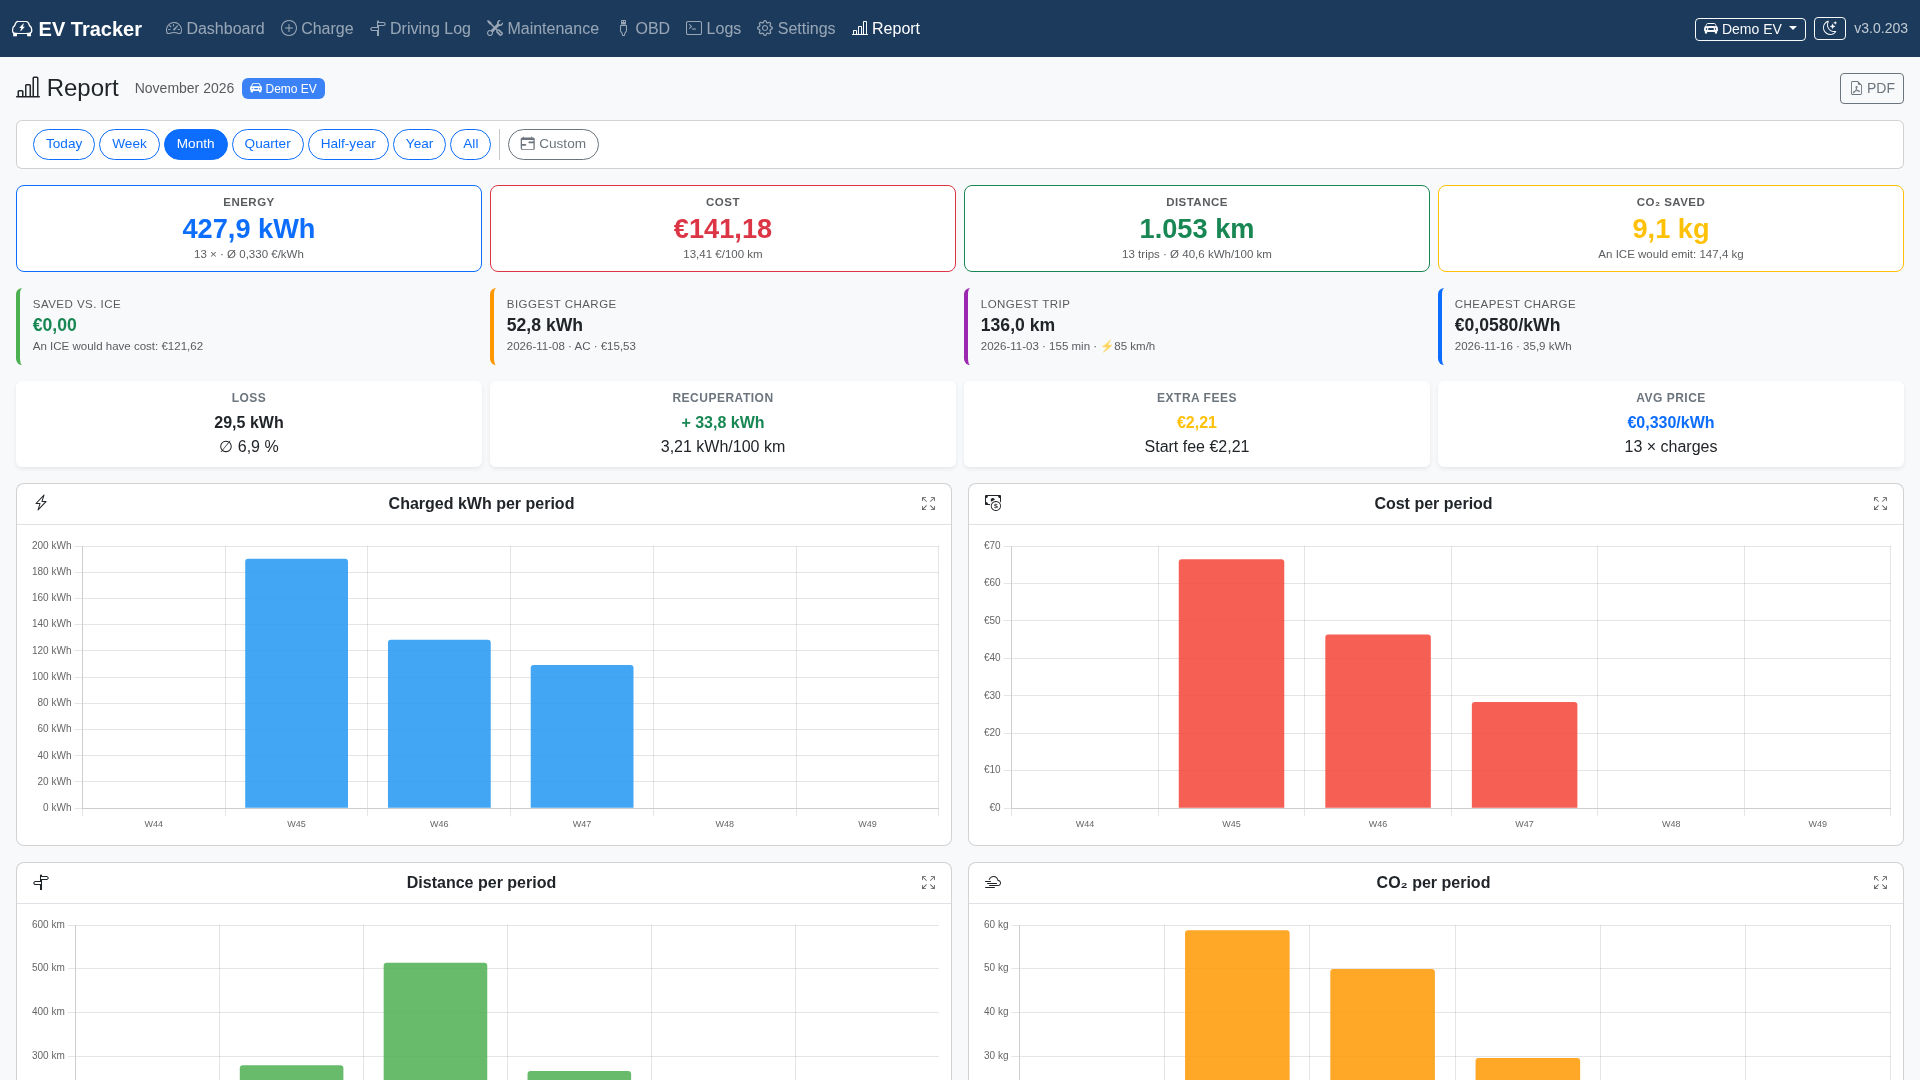 EV Tracker Dashboard Charge Driving Log Maintenance OBD Logs Settings Report Demo EV v3.0.203
Report November 2026 Demo EV PDF
Today Week Month Quarter Half-year Year All Custom
ENERGY
427,9 kWh
13 × · Ø 0,330 €/kWh
COST
€141,18
13,41 €/100 km
DISTANCE
1.053 km
13 trips · Ø 40,6 kWh/100 km
CO₂ SAVED
9,1 kg
An ICE would emit: 147,4 kg
SAVED VS. ICE
€0,00
An ICE would have cost: €121,62
BIGGEST CHARGE
52,8 kWh
2026-11-08 · AC · €15,53
LONGEST TRIP
136,0 km
2026-11-03 · 155 min · ⚡85 km/h
CHEAPEST CHARGE
€0,0580/kWh
2026-11-16 · 35,9 kWh
LOSS
29,5 kWh
∅ 6,9 %
RECUPERATION
+ 33,8 kWh
3,21 kWh/100 km
EXTRA FEES
€2,21
Start fee €2,21
AVG PRICE
€0,330/kWh
13 × charges
Charged kWh per period
200 kWh
180 kWh
160 kWh
140 kWh
120 kWh
100 kWh
80 kWh
60 kWh
40 kWh
20 kWh
0 kWh
W44 W45 W46 W47 W48 W49
Cost per period
€70
€60
€50
€40
€30
€20
€10
€0
W44 W45 W46 W47 W48 W49
Distance per period
600 km
500 km
400 km
300 km
CO₂ per period
60 kg
50 kg
40 kg
30 kg